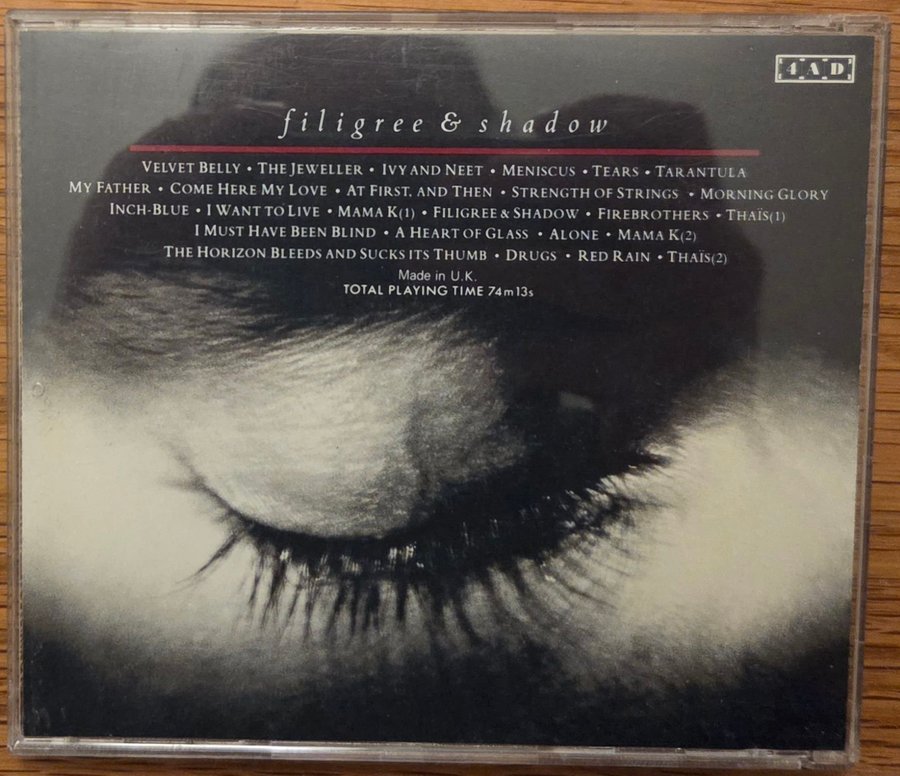 4AD
filigree & shadow
VELVET BELLY • THE JEWELLER • IVY AND NEET • MENISCUS • TEARS • TARANTULA
MY FATHER • COME HERE MY LOVE • AT FIRST, AND THEN • STRENGTH OF STRINGS • MORNING GLORY
INCH-BLUE • I WANT TO LIVE • MAMA K(1) • FILIGREE & SHADOW • FIREBROTHERS • THAÏS(1)
I MUST HAVE BEEN BLIND • A HEART OF GLASS • ALONE • MAMA K(2)
THE HORIZON BLEEDS AND SUCKS ITS THUMB • DRUGS • RED RAIN • THAÏS(2)
Made in U.K.
TOTAL PLAYING TIME 74m13s